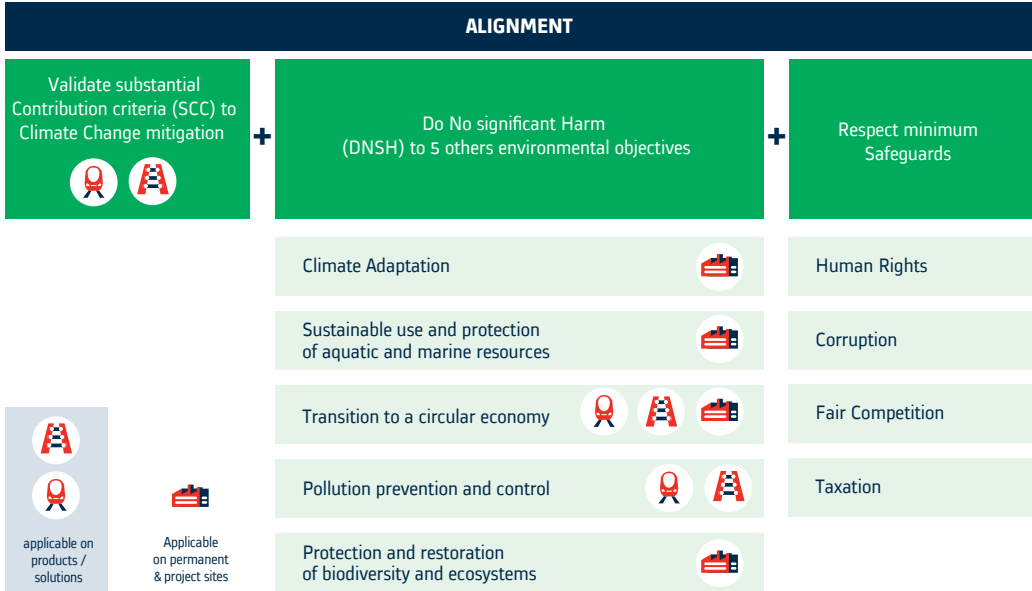 ALIGNMENT
Validate substantial
Contribution criteria (SCC) to
Climate Change mitigation
+
Do No significant Harm
(DNSH) to 5 others environmental objectives
+
Respect minimum
Safeguards
Climate Adaptation
Sustainable use and protection
of aquatic and marine resources
Transition to a circular economy
Pollution prevention and control
Protection and restoration
of biodiversity and ecosystems
Human Rights
Corruption
Fair Competition
Taxation
applicable on
products /
solutions
Applicable
on permanent
& project sites